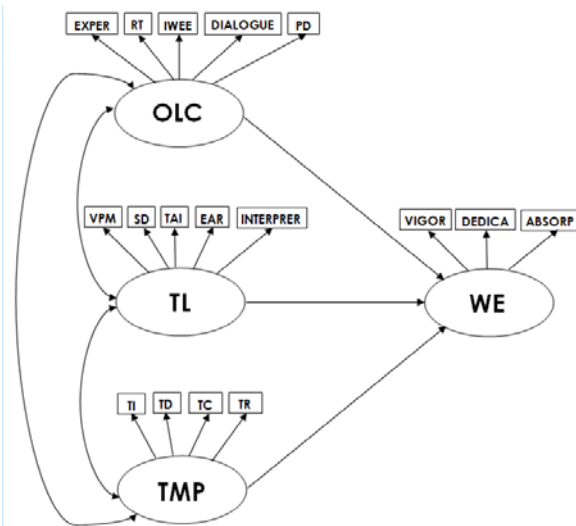 EXPER RT IWEE DIALOGUE PD
OLC
VPM SD TAI EAR INTERPRER
VIGOR DEDICA ABSORP
TL
WE
TI TD TC TR
TMP